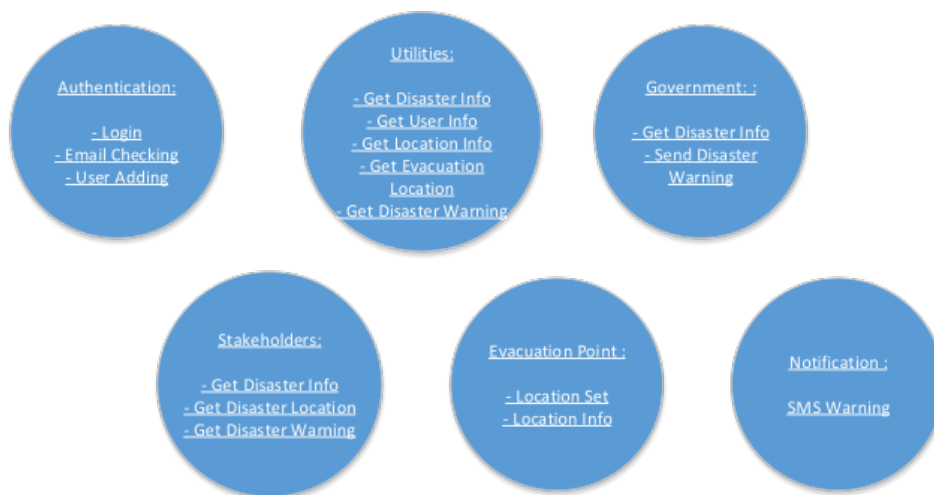 Authentication:
- Login
- Email Checking
- User Adding
Utilities:
- Get Disaster Info
- Get User Info
- Get Location Info
- Get Evacuation
Location
- Get Disaster Warning
Government: :
- Get Disaster Info
- Send Disaster
Warning
Stakeholders:
- Get Disaster Info
- Get Disaster Location
- Get Disaster Warning
Evacuation Point :
- Location Set
- Location Info
Notification :
SMS Warning